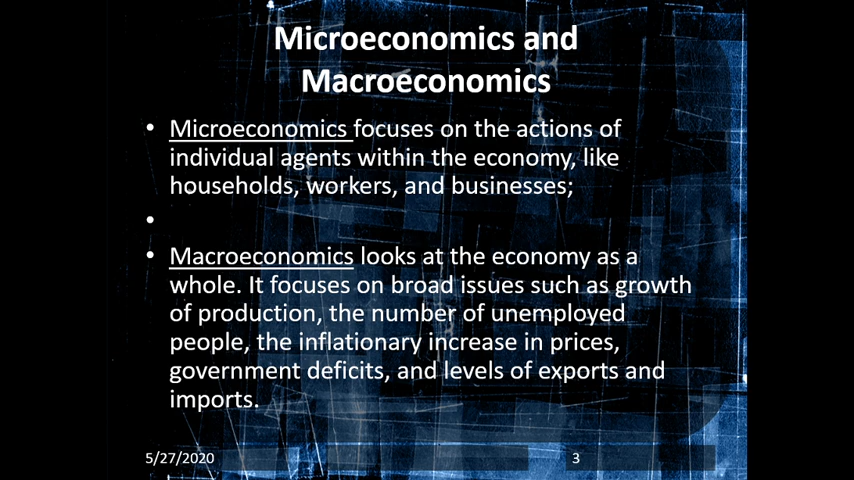 Microeconomics and
Macroeconomics
• Microeconomics focuses on the actions of
individual agents within the economy, like
households, workers, and businesses;
•
• Macroeconomics looks at the economy as a
whole. It focuses on broad issues such as growth
of production, the number of unemployed
people, the inflationary increase in prices,
government deficits, and levels of exports and
imports.
5/27/2020
3